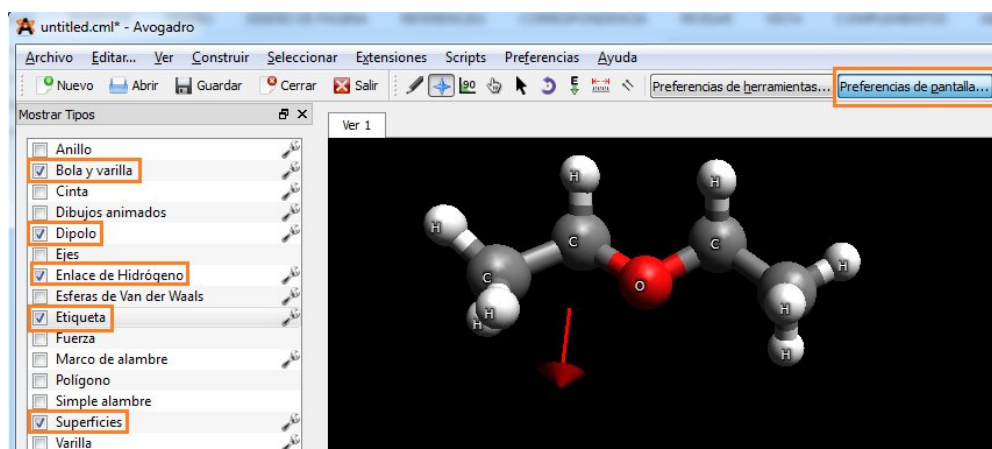 untitled.cml* - Avogadro
Archivo Editar... Ver Construir Seleccionar Extensiones Scripts Preferencias Ayuda
Nuevo Abrir Guardar Cerrar Salir 90 E Preferencias de herramientas... Preferencias de pantalla...
Mostrar Tipos
Ver 1
Anillo
Bola y varilla
Cinta
Dibujos animados
Dipolo
Ejes
Enlace de Hidrógeno
Esferas de Van der Waals
Etiqueta
Fuerza
Marco de alambre
Polígono
Simple alambre
Superficies
Varilla
H
H
H
C
C
C
H
O
H
H
H
H